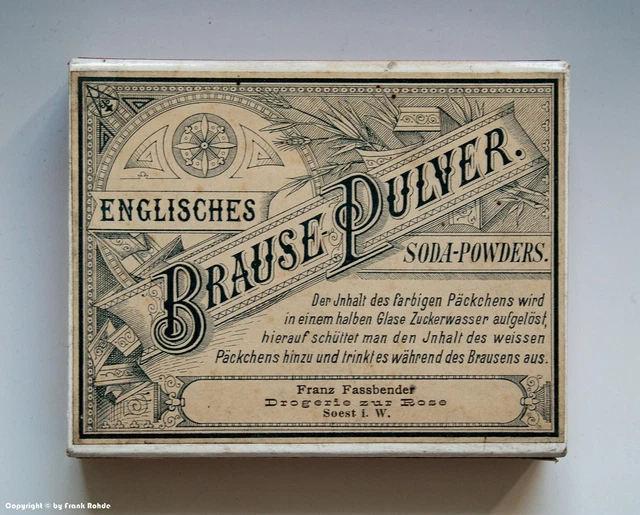 ENGLISCHES
BRAUSE-PULVER.
SODA-POWDERS.
Der Jnhalt des farbigen Päckchens wird
in einem halben Glase Zuckerwasser aufgelöst,
hierauf schüttet man den Jnhalt des weissen
Päckchens hinzu und trinkt es während des Brausens aus.
Franz Fassbender
Drogerie zur Rose
Soest i. W.
Copyright © by Frank Rohde